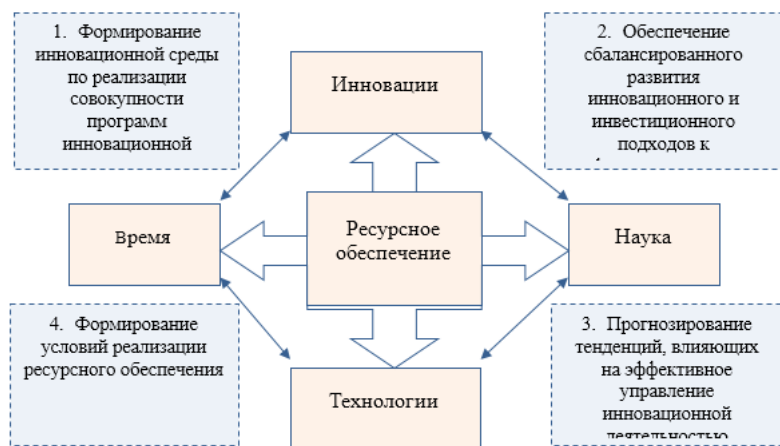 1. Формирование
инновационной среды
по реализации
совокупности
программ
инновационной
2. Обеспечение
сбалансированного
развития
инновационного и
инвестиционного
подходов к
Инновации
Время
Ресурсное
обеспечение
Наука
4. Формирование
условий реализации
ресурсного обеспечения
3. Прогнозирование
тенденций, влияющих
на эффективное
управление
инновационной
деятельностью
Технологии